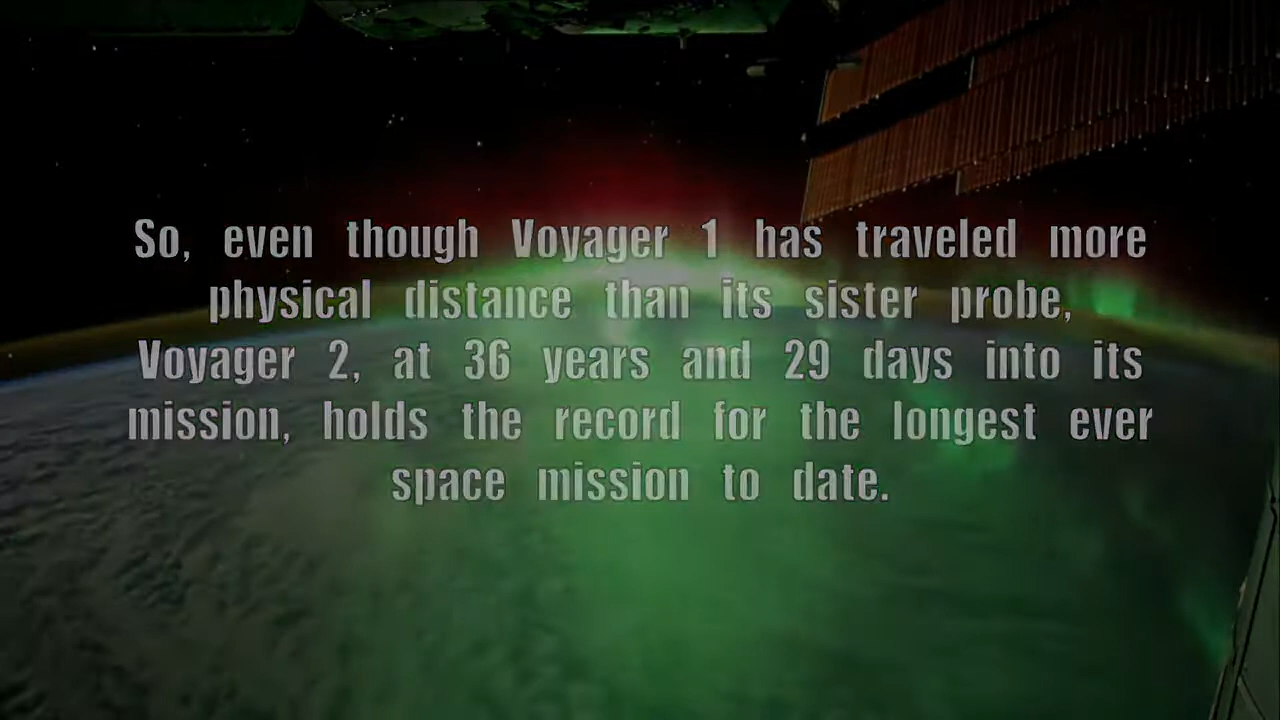 So, even though Voyager 1 has traveled more
physical distance than its sister probe,
Voyager 2, at 36 years and 29 days into its
mission, holds the record for the longest ever
space mission to date.